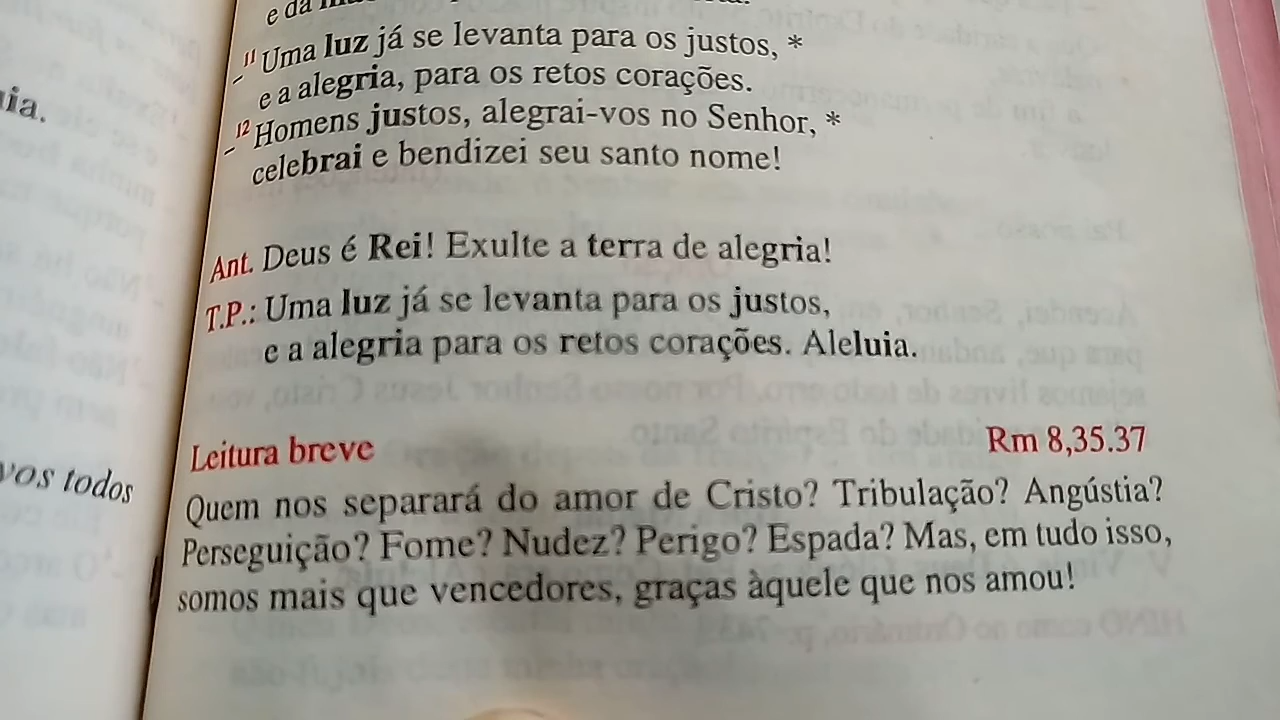 e da
– 11 Uma luz já se levanta para os justos, *
e a alegria, para os retos corações.
– 12 Homens justos, alegrai-vos no Senhor, *
celebrai e bendizei seu santo nome!
Ant. Deus é Rei! Exulte a terra de alegria!
T.P.: Uma luz já se levanta para os justos,
e a alegria para os retos corações. Aleluia.
vos todos
Leitura breve Rm 8,35.37
Quem nos separará do amor de Cristo? Tribulação? Angústia?
Perseguição? Fome? Nudez? Perigo? Espada? Mas, em tudo isso,
somos mais que vencedores, graças àquele que nos amou!